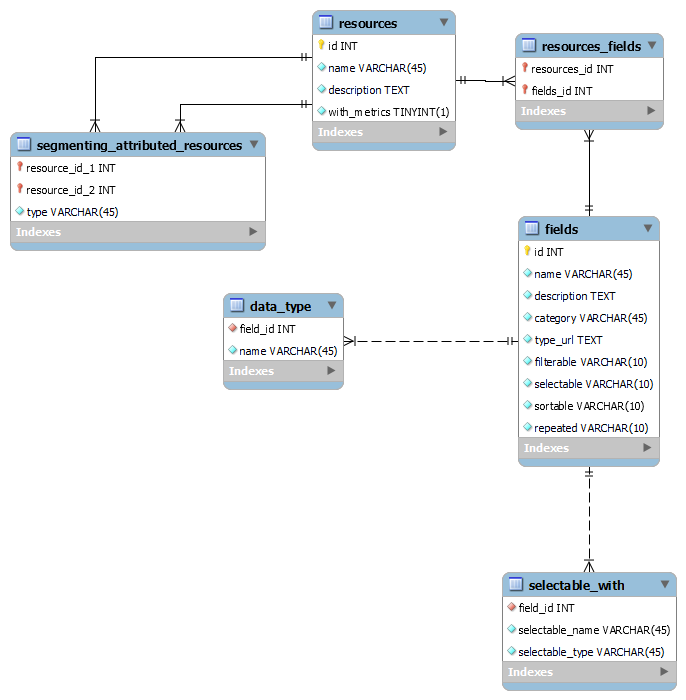 resources
id INT
name VARCHAR(45)
description TEXT
with_metrics TINYINT(1)
Indexes
resources_fields
resources_id INT
fields_id INT
Indexes
segmenting_attributed_resources
resource_id_1 INT
resource_id_2 INT
type VARCHAR(45)
Indexes
fields
id INT
name VARCHAR(45)
description TEXT
category VARCHAR(45)
type_url TEXT
filterable VARCHAR(10)
selectable VARCHAR(10)
sortable VARCHAR(10)
repeated VARCHAR(10)
Indexes
data_type
field_id INT
name VARCHAR(45)
Indexes
selectable_with
field_id INT
selectable_name VARCHAR(45)
selectable_type VARCHAR(45)
Indexes